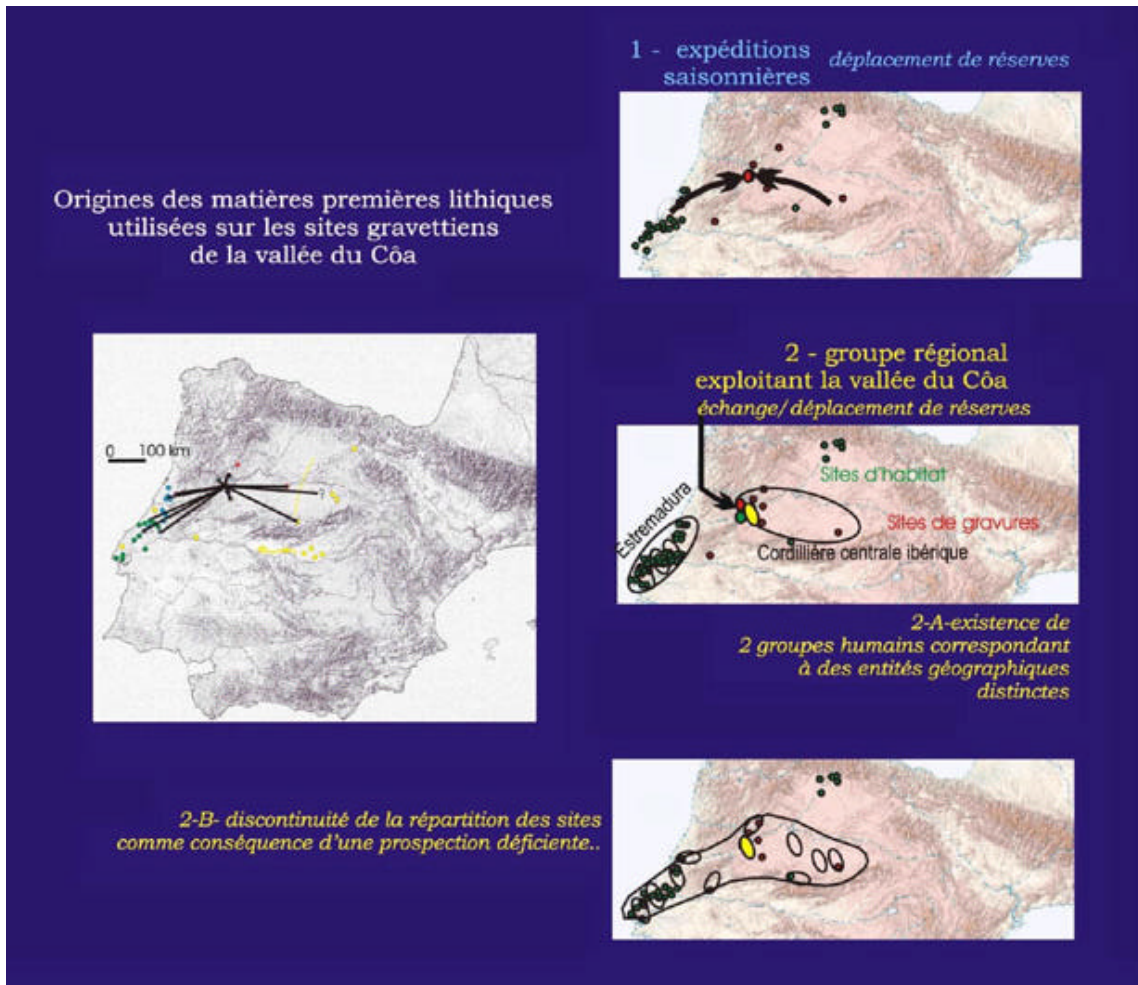 1 - expéditions
saisonnières
déplacement de réserves
Origines des matières premières lithiques
utilisées sur les sites gravettiens
de la vallée du Côa
0 100 km
2 - groupe régional
exploitant la vallée du Côa
échange/déplacement de réserves
Sites d'habitat
Estremadura
Sites de gravures
Cordillière centrale ibérique
2-A-existence de
2 groupes humains correspondant
à des entités géographiques
distinctes
2-B- discontinuité de la répartition des sites
comme conséquence d'une prospection déficiente..